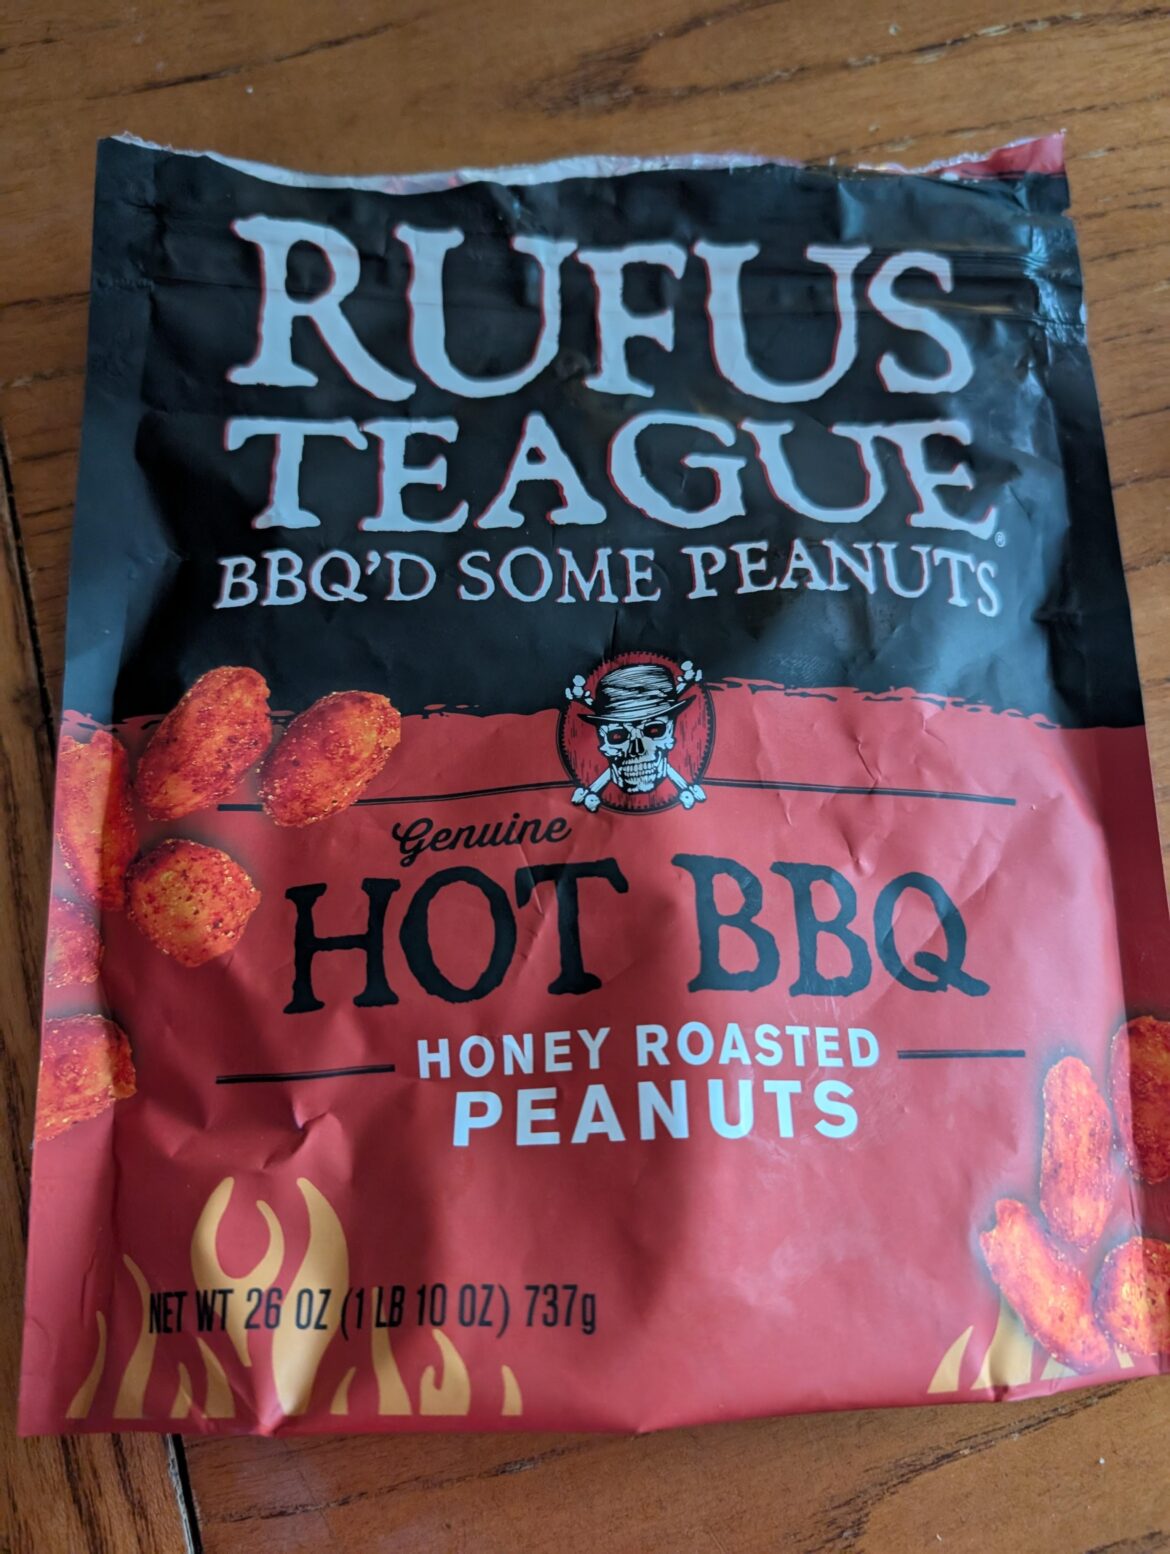 RUFUS
TEAGUE®
BBQ'D SOME PEANUTS
Genuine
HOT BBQ
HONEY ROASTED
PEANUTS
NET WT 26 OZ (1 LB 10 OZ) 737g